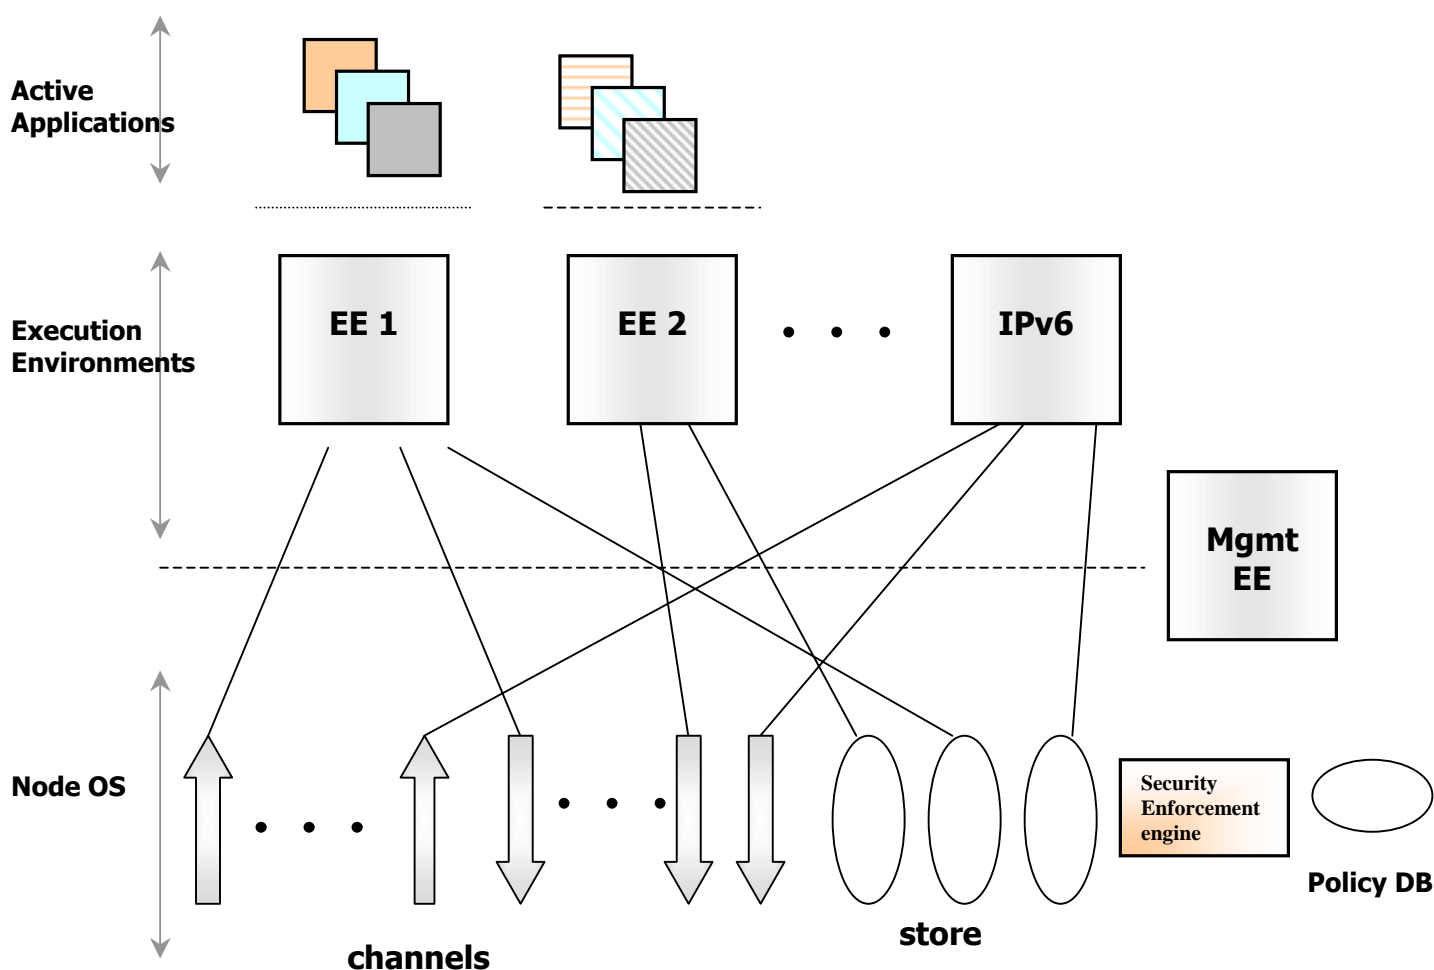 Active
Applications
Execution
Environments
EE 1
EE 2
IPv6
Mgmt
EE
Node OS
Security
Enforcement
engine
Policy DB
store
channels